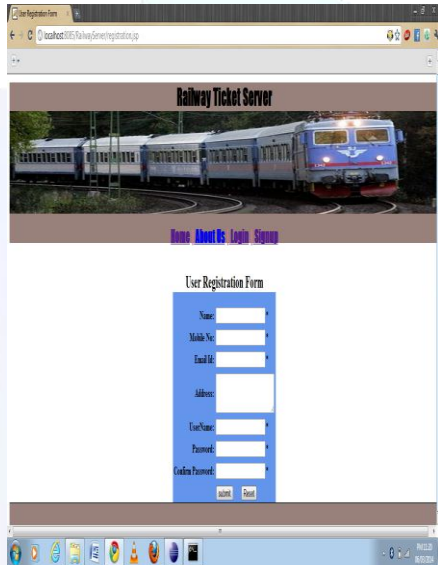 User Registration Form
localhost:8085/RailwayServer/registration.jsp
Railway Ticket Server
Home About Us Login Signup
User Registration Form
Name: *
Mobile No: *
Email Id: *
Address:
UserName: *
Password: *
Confirm Password: *
submit Reset